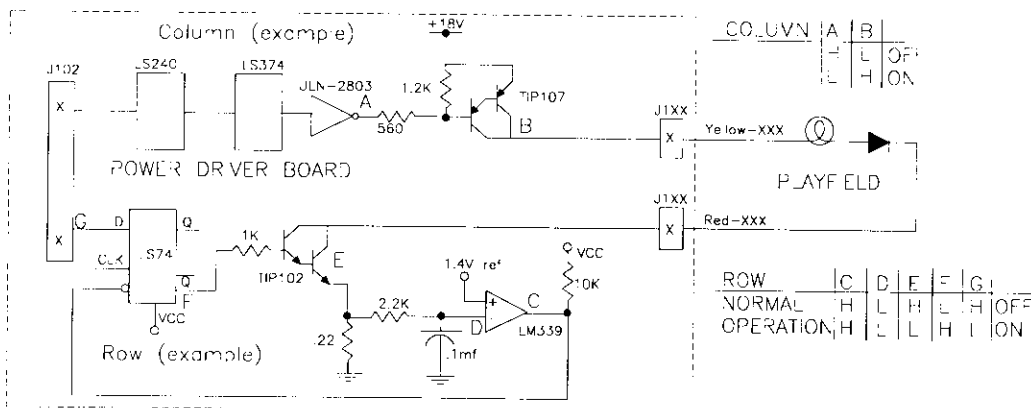 +18V
Column (example)
COLUMN A B
H L OFF
L H ON
J102
LS240
LS374
ULN-2803
A
1.2K
TIP107
X
560
B
J1XX
X
Yellow-XXX
POWER DRIVER BOARD
PLAYFIELD
G
D
Q
J1XX
X
Red-XXX
X
LS74
1K
CLK
TIP102
E
1.4V ref
VCC
10K
Q
F
VCC
2.2K
+
C
D
LM339
.22
.1mf
Row (example)
ROW C D E F G
NORMAL H L H L H OFF
OPERATION H L L H L ON